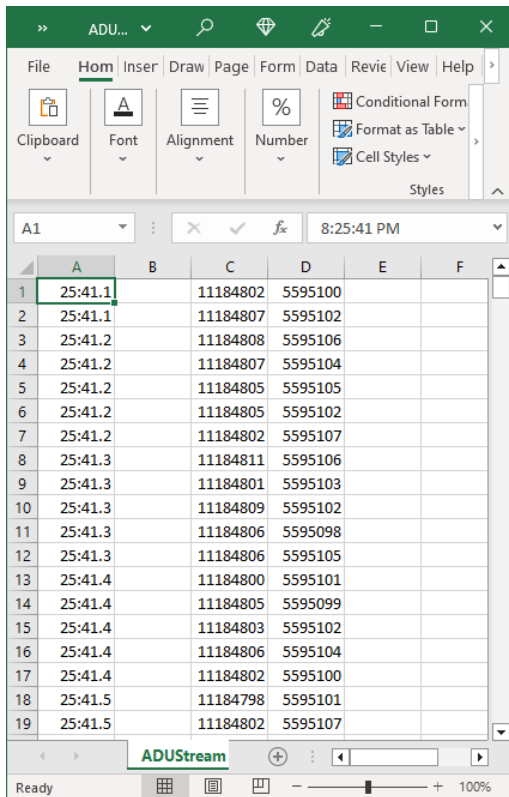 ADU...
File Hom Inser Draw Page Form Data Revie View Help
Clipboard Font Alignment Number Conditional Form
Format as Table
Cell Styles
Styles
A1 fx 8:25:41 PM
A B C D E F
1 25:41.1 11184802 5595100
2 25:41.1 11184807 5595102
3 25:41.2 11184808 5595106
4 25:41.2 11184807 5595104
5 25:41.2 11184805 5595105
6 25:41.2 11184805 5595102
7 25:41.2 11184802 5595107
8 25:41.3 11184811 5595106
9 25:41.3 11184801 5595103
10 25:41.3 11184809 5595102
11 25:41.3 11184806 5595098
12 25:41.3 11184806 5595105
13 25:41.4 11184800 5595101
14 25:41.4 11184805 5595099
15 25:41.4 11184803 5595102
16 25:41.4 11184806 5595104
17 25:41.4 11184802 5595100
18 25:41.5 11184798 5595101
19 25:41.5 11184802 5595107
ADUStream
Ready 100%